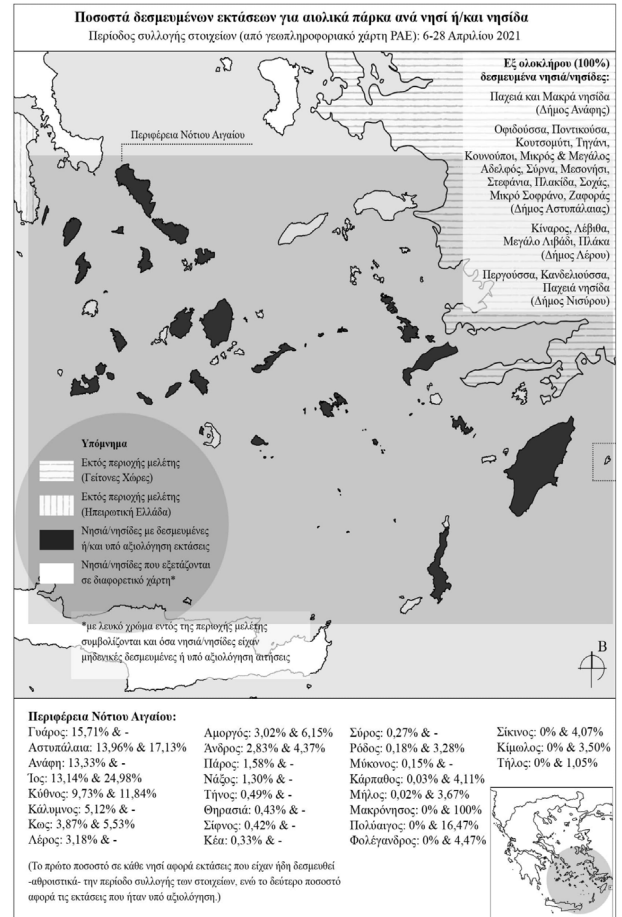 Ποσοστά δεσμευμένων εκτάσεων για αιολικά πάρκα ανά νησί ή/και νησίδα
Περίοδος συλλογής στοιχείων (από γεωπληροφοριακό χάρτη ΡΑΕ): 6-28 Απριλίου 2021
Εξ ολοκλήρου (100%)
δεσμευμένα νησιά/νησίδες:
Παχειά και Μακρά νησίδα
(Δήμος Ανάφης)
Οφιδούσσα, Ποντικούσα,
Κουτσομύτι, Τηγάνι,
Κουνούποι, Μικρός & Μεγάλος
Αδελφός, Σύρνα, Μεσονήσι,
Στεφάνια, Πλακίδα, Σοχάς,
Μικρό Σοφράνο, Ζαφοράς
(Δήμος Αστυπάλαιας)
Κίναρος, Λέβιθα,
Μεγάλο Λιβάδι, Πλάκα
(Δήμος Λέρου)
Περγούσσα, Κανδελιούσσα,
Παχειά νησίδα
(Δήμος Νισύρου)
Περιφέρεια Νότιου Αιγαίου
Υπόμνημα
Εκτός περιοχής μελέτης
(Γείτονες Χώρες)
Εκτός περιοχής μελέτης
(Ηπειρωτική Ελλάδα)
Νησιά/νησίδες με δεσμευμένες
ή/και υπό αξιολόγηση εκτάσεις
Νησιά/νησίδες που εξετάζονται
σε διαφορετικό χάρτη*
*με λευκό χρώμα εντός της περιοχής μελέτης
συμβολίζονται και όσα νησιά/νησίδες είχαν
μηδενικές δεσμευμένες ή υπό αξιολόγηση αιτήσεις
Β
Περιφέρεια Νότιου Αιγαίου:
Γυάρος: 15,71% & -
Αστυπάλαια: 13,96% & 17,13%
Ανάφη: 13,33% & -
Ίος: 13,14% & 24,98%
Κύθνος: 9,73% & 11,84%
Κάλυμνος: 5,12% & -
Κως: 3,87% & 5,53%
Λέρος: 3,18% & -
Αμοργός: 3,02% & 6,15%
Άνδρος: 2,83% & 4,37%
Πάρος: 1,58% & -
Νάξος: 1,30% & -
Τήνος: 0,49% & -
Θηρασιά: 0,43% & -
Σίφνος: 0,42% & -
Κέα: 0,33% & -
Σύρος: 0,27% & -
Ρόδος: 0,18% & 3,28%
Μύκονος: 0,15% & -
Κάρπαθος: 0,03% & 4,11%
Μήλος: 0,02% & 3,67%
Μακρόνησος: 0% & 100%
Πολύαιγος: 0% & 16,47%
Φολέγανδρος: 0% & 4,47%
Σίκινος: 0% & 4,07%
Κίμωλος: 0% & 3,50%
Τήλος: 0% & 1,05%
(Το πρώτο ποσοστό σε κάθε νησί αφορά εκτάσεις που είχαν ήδη δεσμευθεί
-αθροιστικά- την περίοδο συλλογής των στοιχείων, ενώ το δεύτερο ποσοστό
αφορά τις εκτάσεις που ήταν υπό αξιολόγηση.)